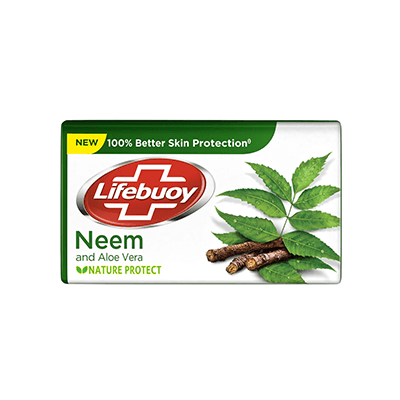 NEW 100% Better Skin Protection◊
Lifebuoy
Neem
and Aloe Vera
NATURE PROTECT